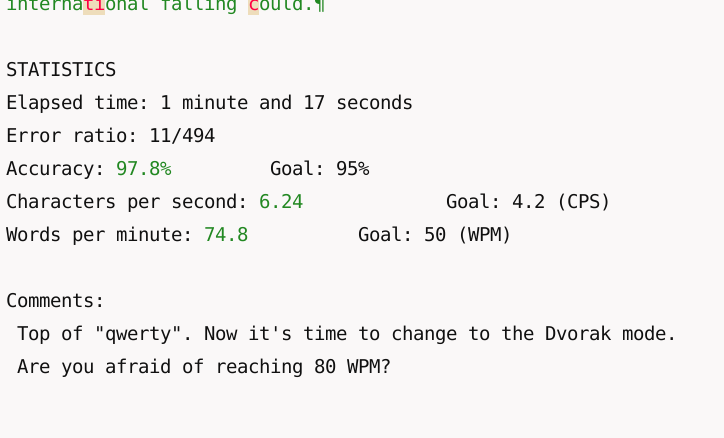 international falling could.¶
STATISTICS
Elapsed time: 1 minute and 17 seconds
Error ratio: 11/494
Accuracy: 97.8% Goal: 95%
Characters per second: 6.24 Goal: 4.2 (CPS)
Words per minute: 74.8 Goal: 50 (WPM)
Comments:
Top of "qwerty". Now it's time to change to the Dvorak mode.
Are you afraid of reaching 80 WPM?